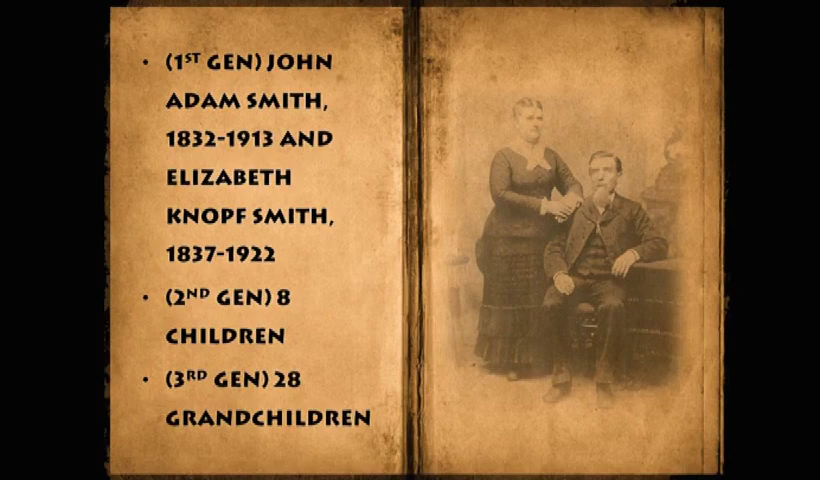 • (1ST GEN) JOHN
ADAM SMITH,
1832-1913 AND
ELIZABETH
KNOPF SMITH,
1837-1922
• (2ND GEN) 8
CHILDREN
• (3RD GEN) 28
GRANDCHILDREN